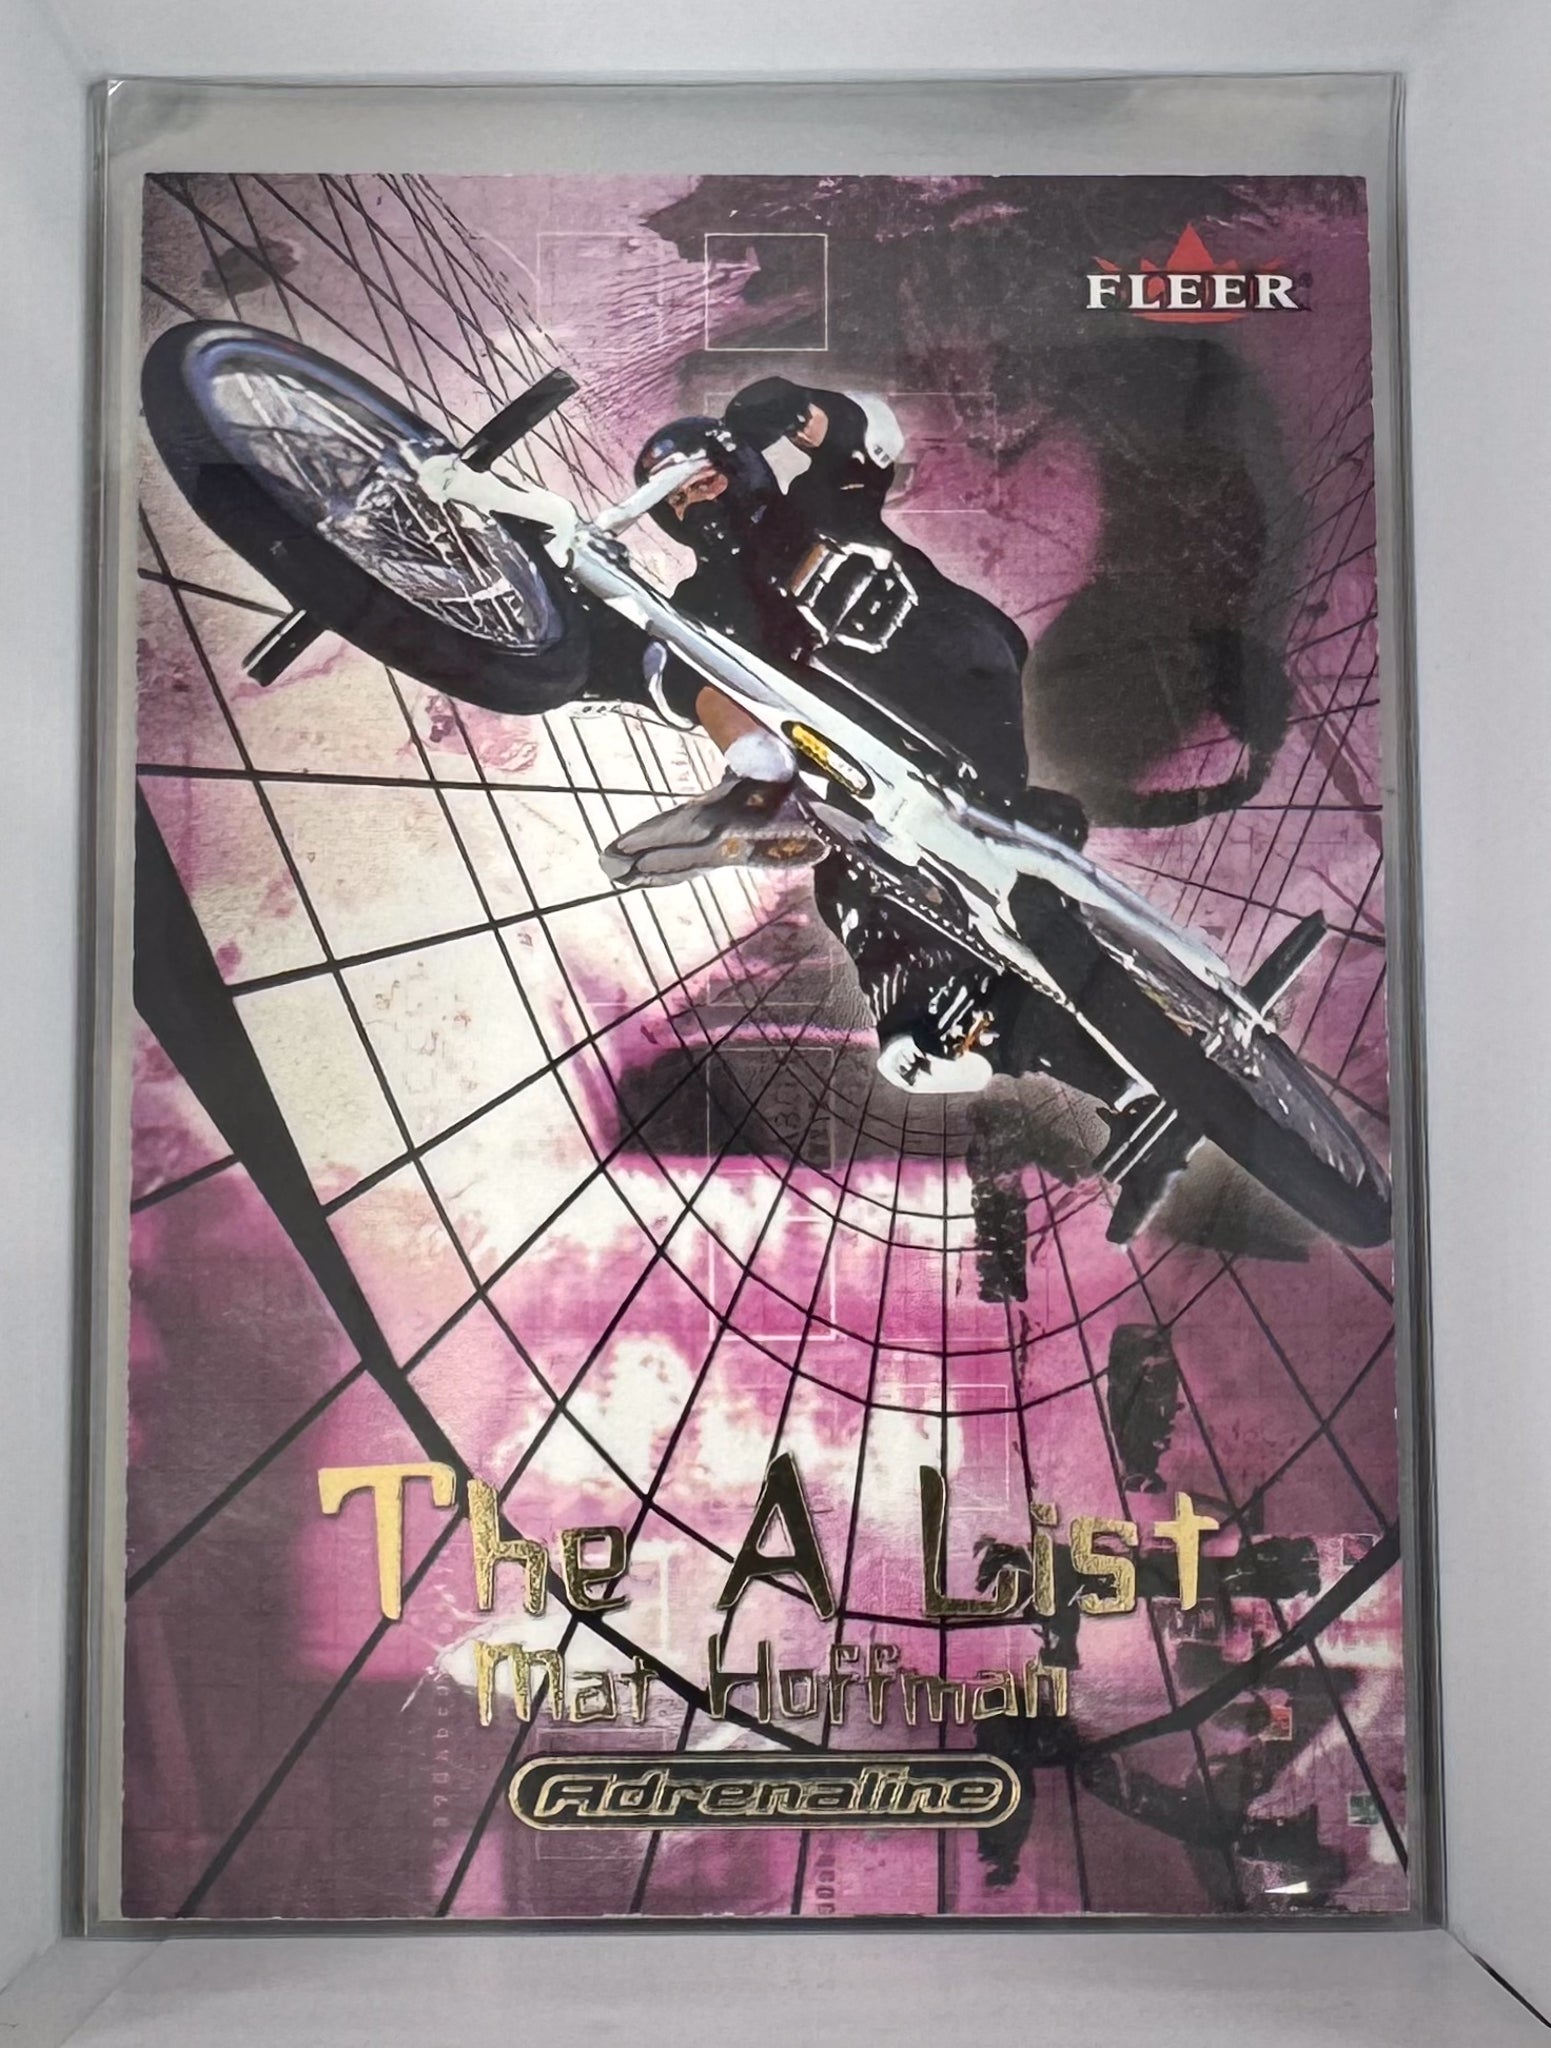 FLEER
The A List
Mat Hoffman
Adrenaline